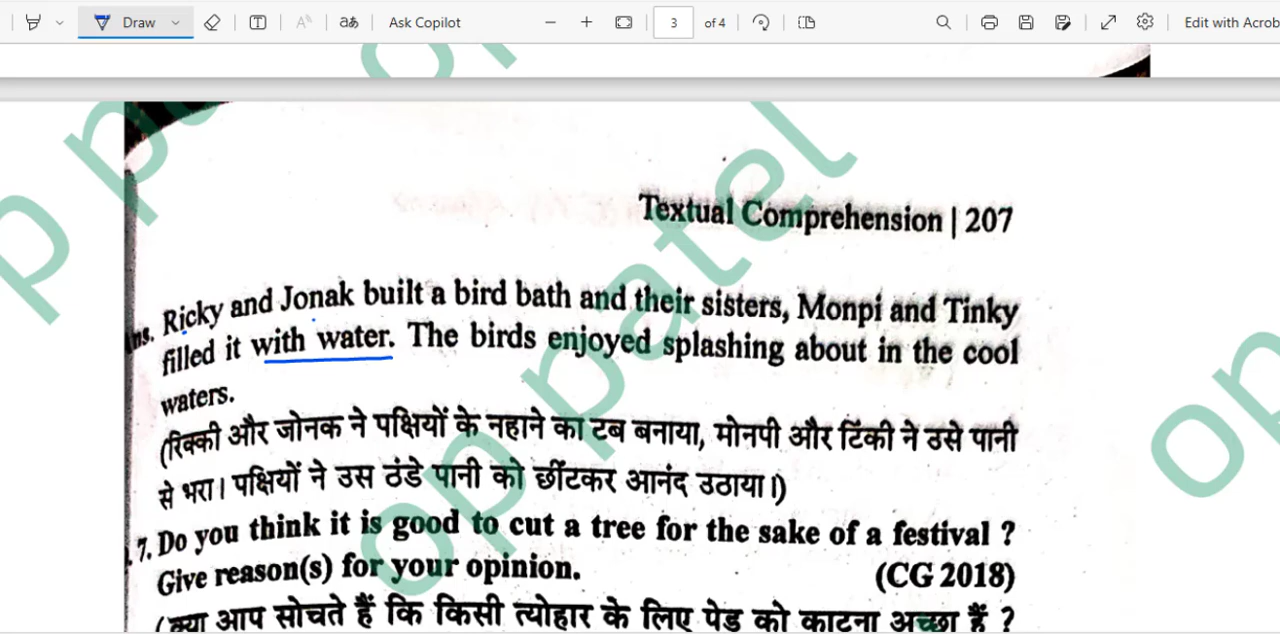 Draw
aあ
Ask Copilot
3 of 4
Edit with Acrob
op patel
Textual Comprehension | 207
Ans. Ricky and Jonak built a bird bath and their sisters, Monpi and Tinky
filled it with water. The birds enjoyed splashing about in the cool
waters.
(रिक्की और जोनक ने पक्षियों के नहाने का टब बनाया, मोनपी और टिंकी ने उसे पानी
से भरा। पक्षियों ने उस ठंडे पानी को छींटकर आनंद उठाया।)
7. Do you think it is good to cut a tree for the sake of a festival ?
Give reason(s) for your opinion. (CG 2018)
(क्या आप सोचते हैं कि किसी त्योहार के लिए पेड़ को काटना अच्छा हैं ?